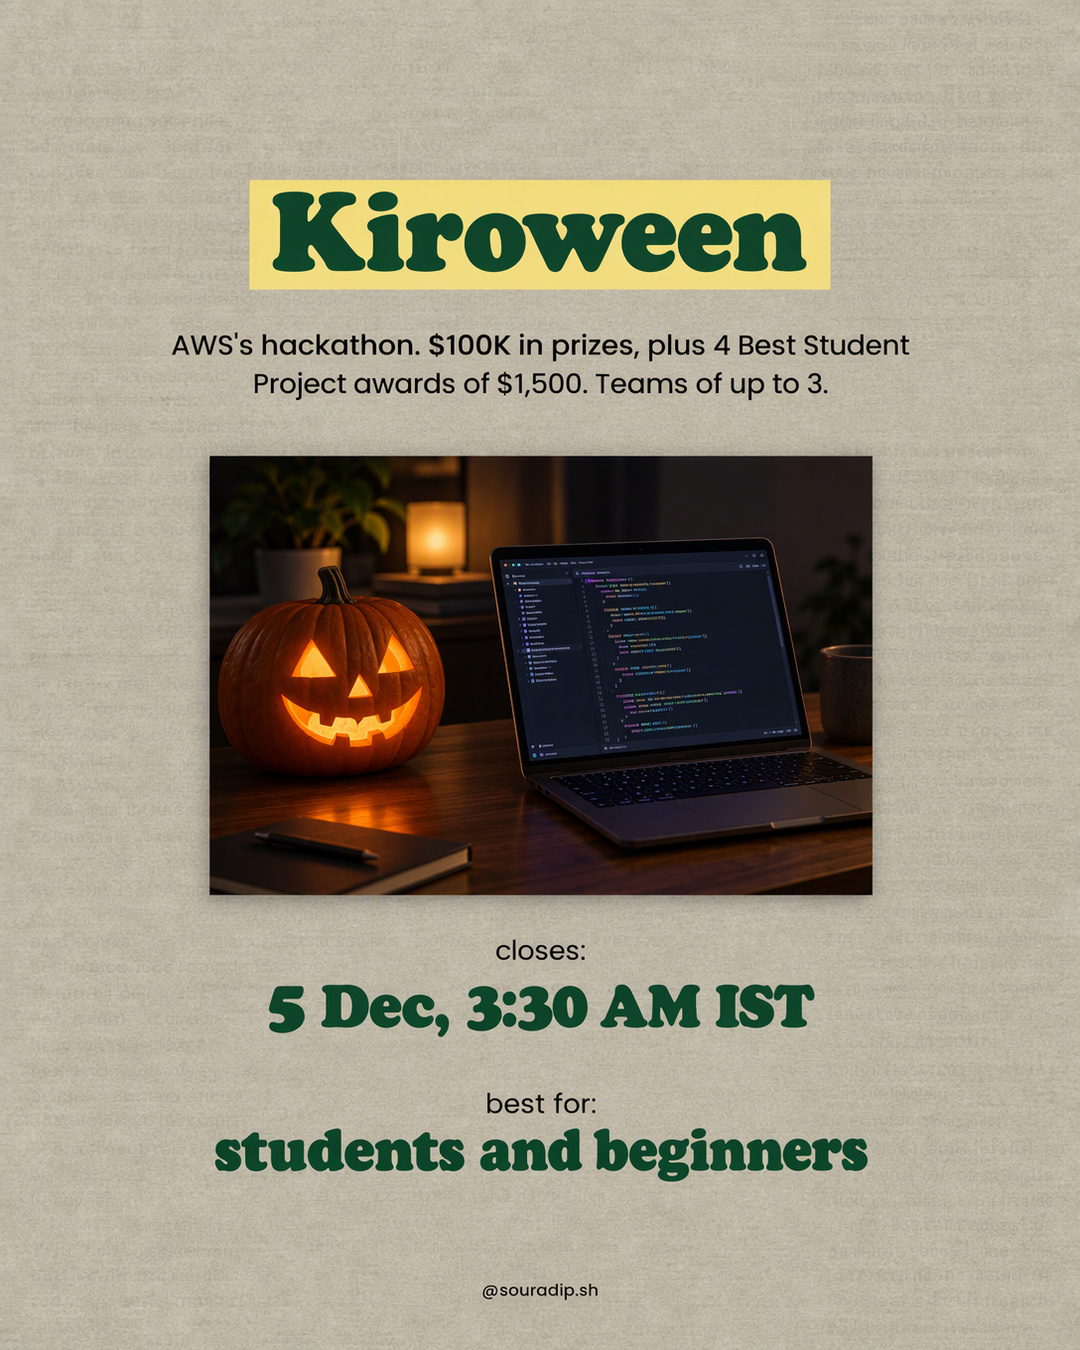 Kiroween
AWS's hackathon. $100K in prizes, plus 4 Best Student
Project awards of $1,500. Teams of up to 3.
closes:
5 Dec, 3:30 AM IST
best for:
students and beginners
@souradip.sh